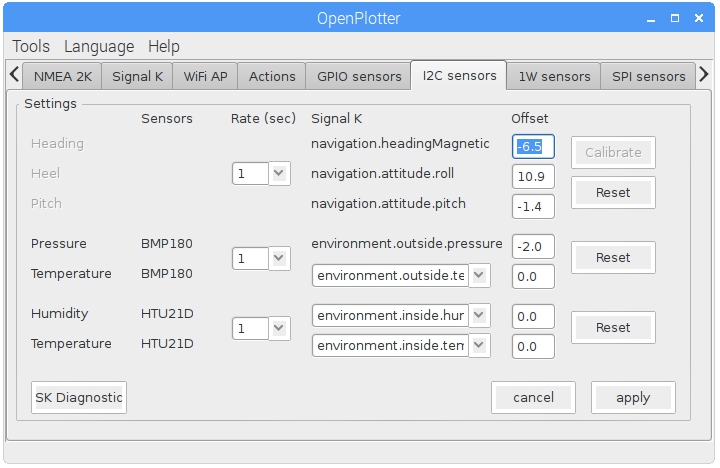 OpenPlotter
Tools Language Help
NMEA 2K Signal K WiFi AP Actions GPIO sensors I2C sensors 1W sensors SPI sensors
Settings
Sensors Rate (sec) Signal K Offset
Heading navigation.headingMagnetic -6.5 Calibrate
Heel 1 navigation.attitude.roll 10.9
Pitch navigation.attitude.pitch -1.4 Reset
Pressure BMP180 1 environment.outside.pressure -2.0 Reset
Temperature BMP180 environment.outside.te 0.0
Humidity HTU21D 1 environment.inside.hur 0.0 Reset
Temperature HTU21D environment.inside.tem 0.0
SK Diagnostic cancel apply